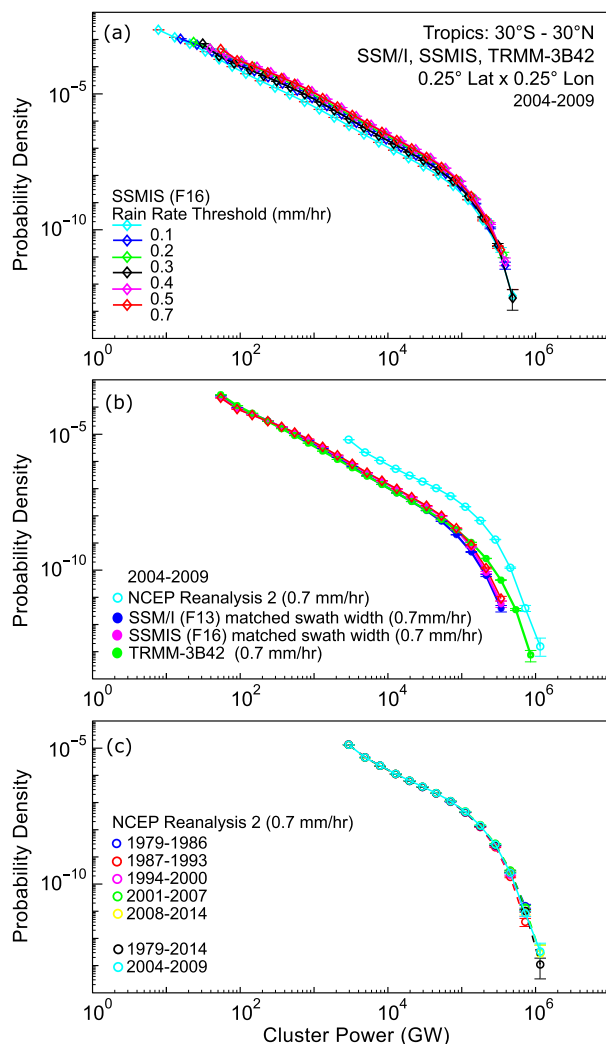 (a)
Tropics: 30°S - 30°N
SSM/I, SSMIS, TRMM-3B42
0.25° Lat x 0.25° Lon
2004-2009
Probability Density
10^-5
10^-10
SSMIS (F16)
Rain Rate Threshold (mm/hr)
0.1
0.2
0.3
0.4
0.5
0.7
10^0 10^2 10^4 10^6
(b)
Probability Density
10^-5
10^-10
2004-2009
NCEP Reanalysis 2 (0.7 mm/hr)
SSM/I (F13) matched swath width (0.7mm/hr)
SSMIS (F16) matched swath width (0.7 mm/hr)
TRMM-3B42 (0.7 mm/hr)
10^0 10^2 10^4 10^6
(c)
Probability Density
10^-5
10^-10
NCEP Reanalysis 2 (0.7 mm/hr)
1979-1986
1987-1993
1994-2000
2001-2007
2008-2014
1979-2014
2004-2009
10^0 10^2 10^4 10^6
Cluster Power (GW)